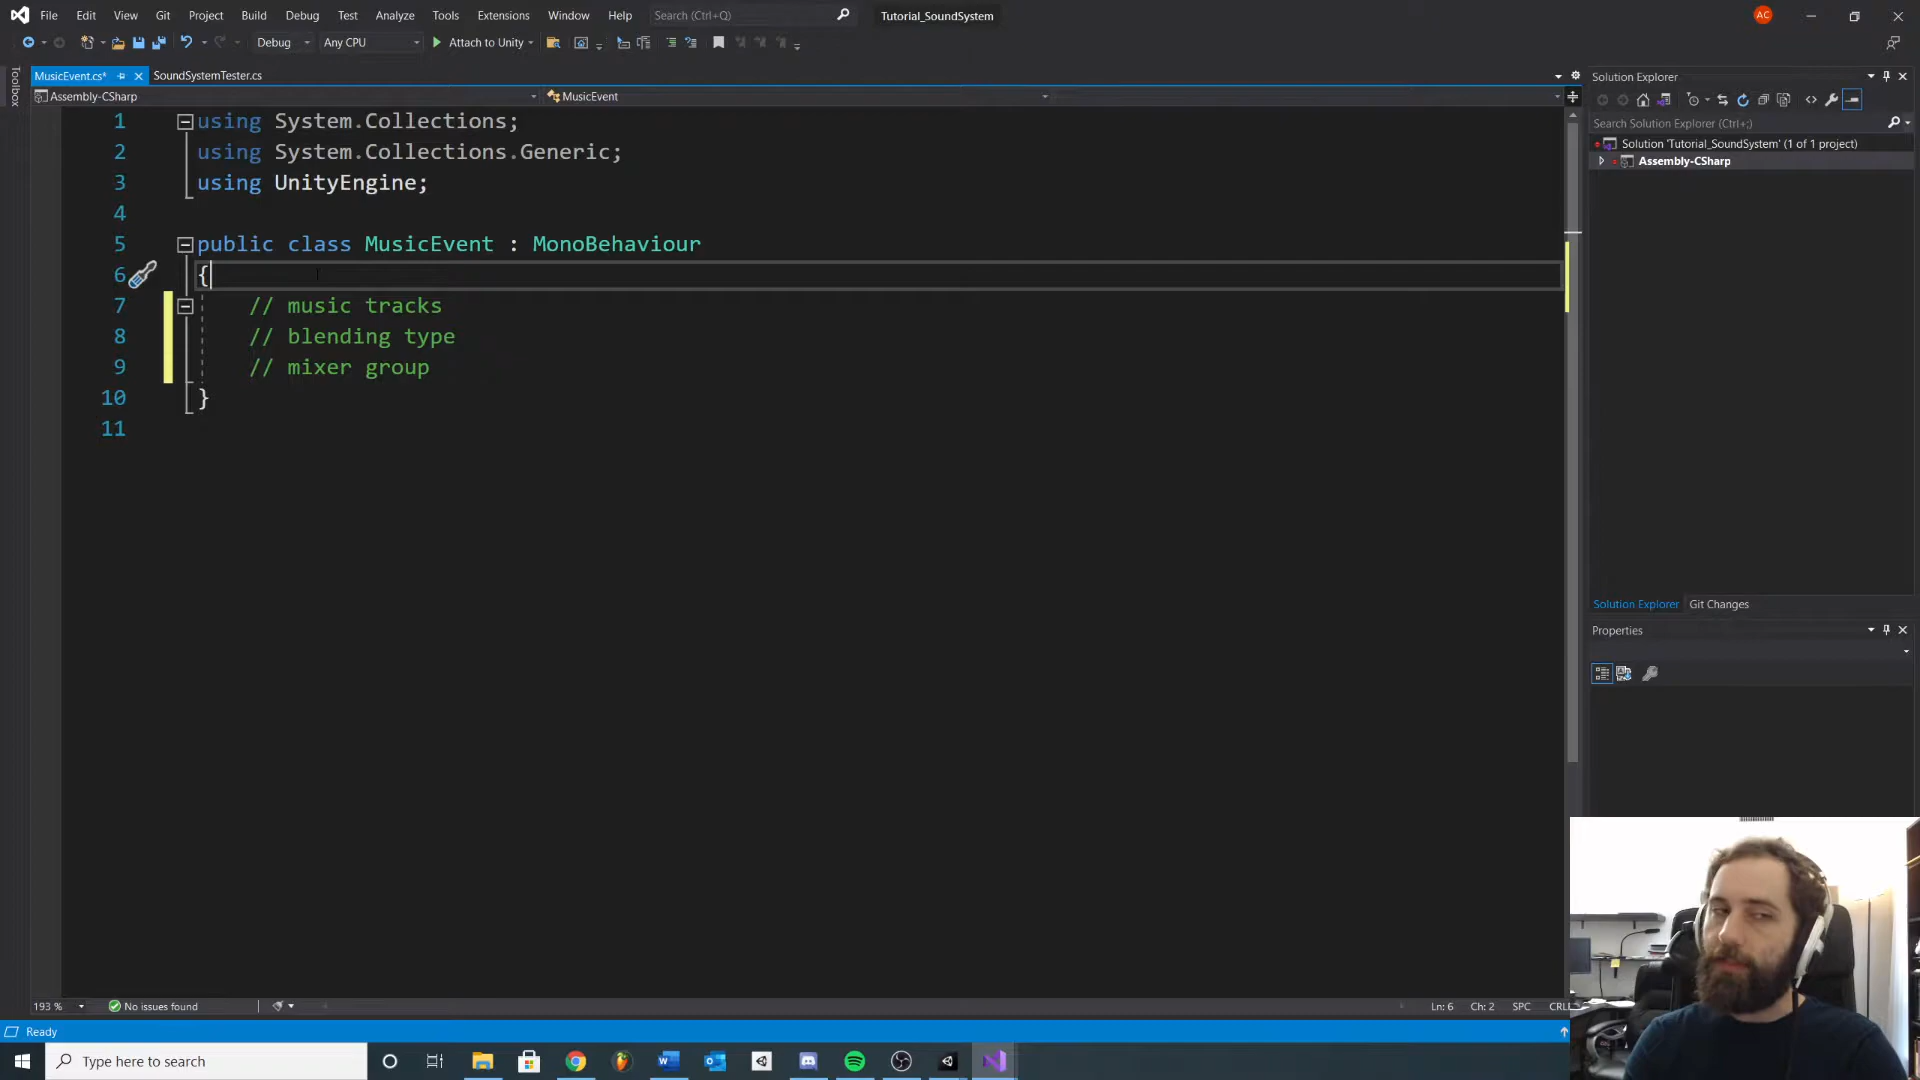 File Edit View Git Project Build Debug Test Analyze Tools Extensions Window Help Search (Ctrl+Q) Tutorial_SoundSystem AC
Debug Any CPU Attach to Unity
MusicEvent.cs* SoundSystemTester.cs
Assembly-CSharp MusicEvent
Toolbox
1 using System.Collections;
2 using System.Collections.Generic;
3 using UnityEngine;
4
5 public class MusicEvent : MonoBehaviour
6 {
7 // music tracks
8 // blending type
9 // mixer group
10 }
11
Solution Explorer
Search Solution Explorer (Ctrl+;)
Solution 'Tutorial_SoundSystem' (1 of 1 project)
Assembly-CSharp
Solution Explorer Git Changes
Properties
193 % No issues found Ln: 6 Ch: 2 SPC
Ready
Type here to search